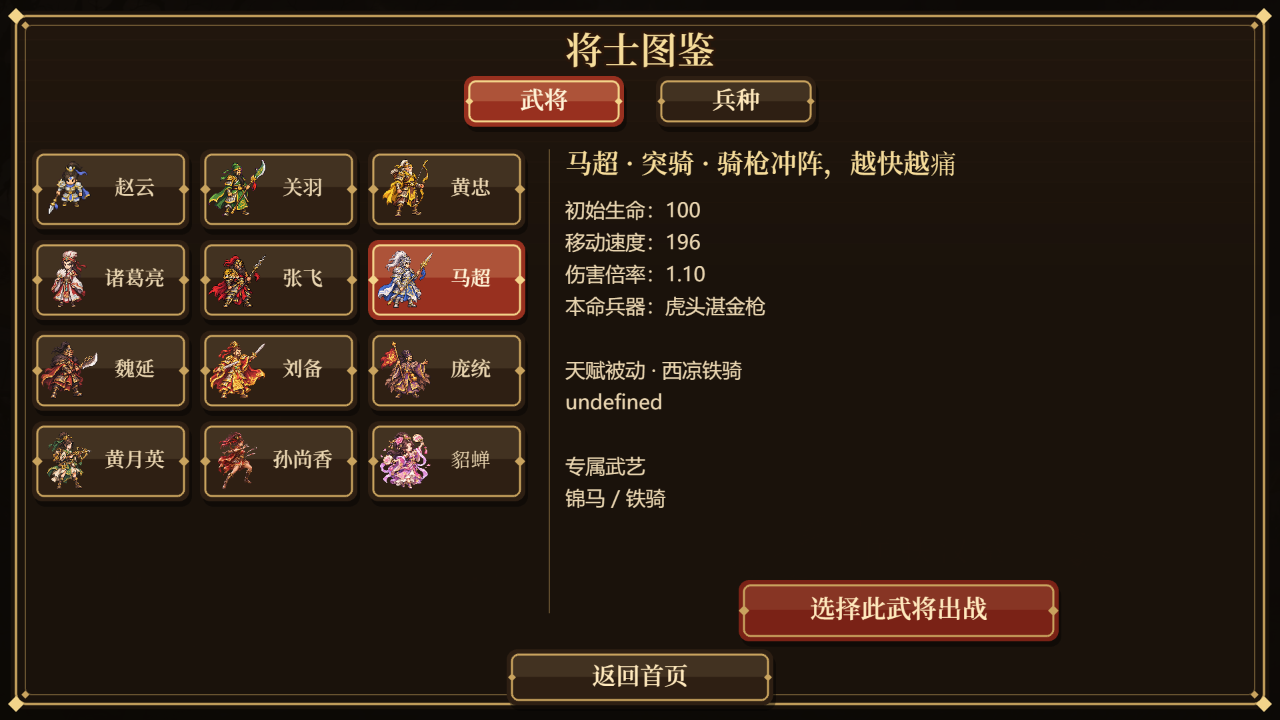 将士图鉴
武将
兵种
赵云
关羽
黄忠
诸葛亮
张飞
马超
魏延
刘备
庞统
黄月英
孙尚香
貂蝉
马超 · 突骑 · 骑枪冲阵，越快越痛
初始生命：100
移动速度：196
伤害倍率：1.10
本命兵器：虎头湛金枪
天赋被动 · 西凉铁骑
undefined
专属武艺
锦马 / 铁骑
选择此武将出战
返回首页